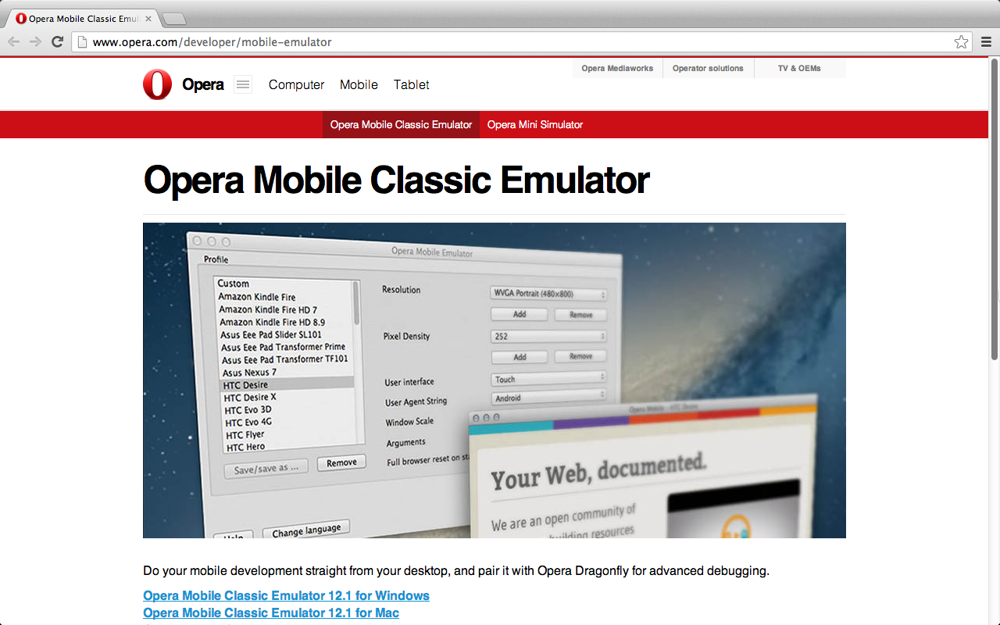 Opera Mobile Classic Emul
www.opera.com/developer/mobile-emulator
Opera Mediaworks Operator solutions TV & OEMs
Opera Computer Mobile Tablet
Opera Mobile Classic Emulator Opera Mini Simulator
Opera Mobile Classic Emulator
Opera Mobile Emulator
Profile
Custom
Amazon Kindle Fire
Amazon Kindle Fire HD 7
Amazon Kindle Fire HD 8.9
Asus Eee Pad Slider SL101
Asus Eee Pad Transformer Prime
Asus Eee Pad Transformer TF101
Asus Nexus 7
HTC Desire
HTC Desire X
HTC Evo 3D
HTC Evo 4G
HTC Flyer
HTC Hero
Save/save as ... Remove
Help Change language
Resolution WVGA Portrait (480x800)
Add Remove
Pixel Density 252
Add Remove
User interface Touch
User Agent String Android
Window Scale
Arguments
Full browser reset on st
Opera Mobile - HTC Desire
Your Web, documented.
We are an open community of
building resources
Do your mobile development straight from your desktop, and pair it with Opera Dragonfly for advanced debugging.
Opera Mobile Classic Emulator 12.1 for Windows
Opera Mobile Classic Emulator 12.1 for Mac